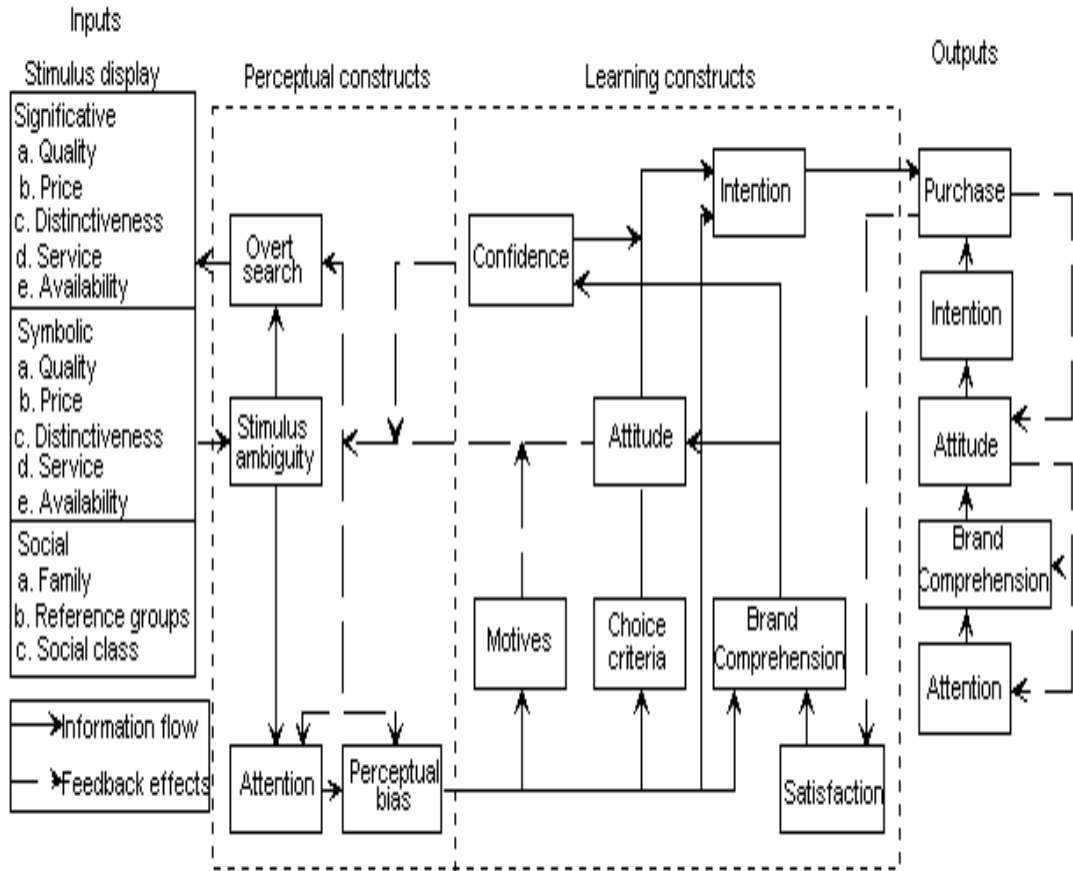 Inputs
Stimulus display
Significative
a. Quality
b. Price
c. Distinctiveness
d. Service
e. Availability
Symbolic
a. Quality
b. Price
c. Distinctiveness
d. Service
e. Availability
Social
a. Family
b. Reference groups
c. Social class
Information flow
Feedback effects
Perceptual constructs
Overt
search
Stimulus
ambiguity
Attention
Perceptual
bias
Learning constructs
Confidence
Intention
Attitude
Motives
Choice
criteria
Brand
Comprehension
Satisfaction
Outputs
Purchase
Intention
Attitude
Brand
Comprehension
Attention